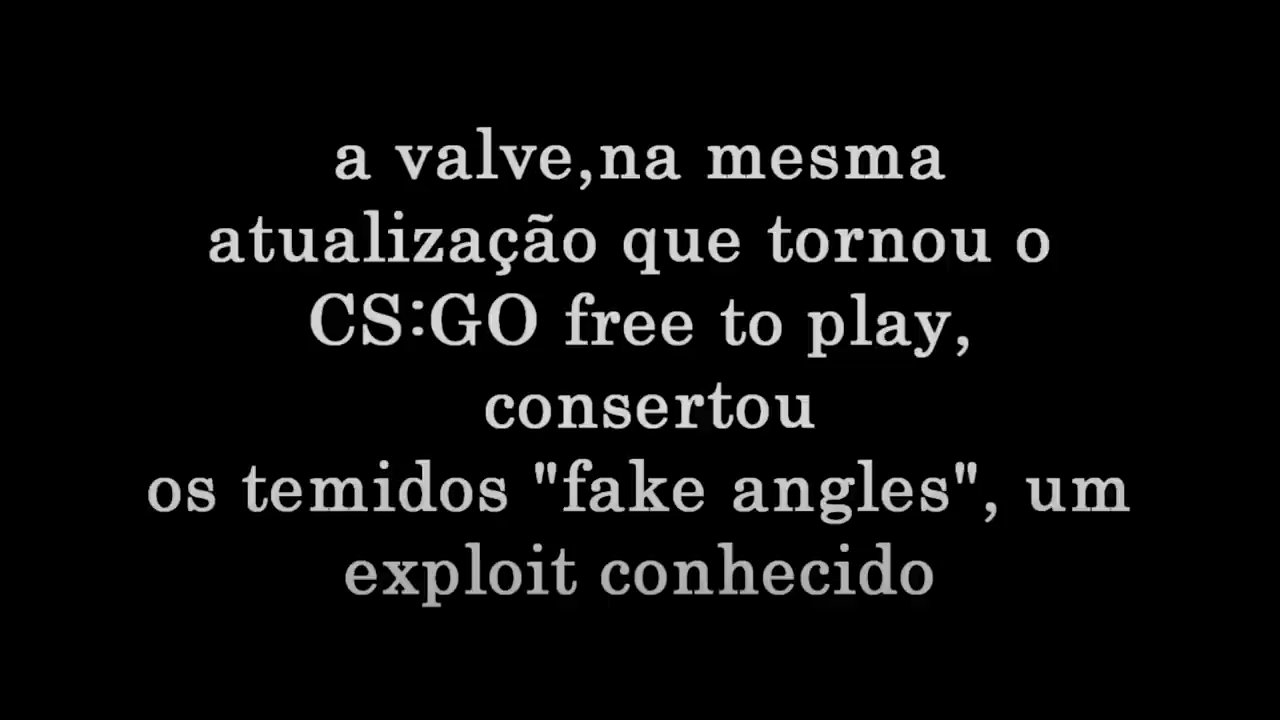 a valve,na mesma
atualização que tornou o
CS:GO free to play,
consertou
os temidos "fake angles", um
exploit conhecido